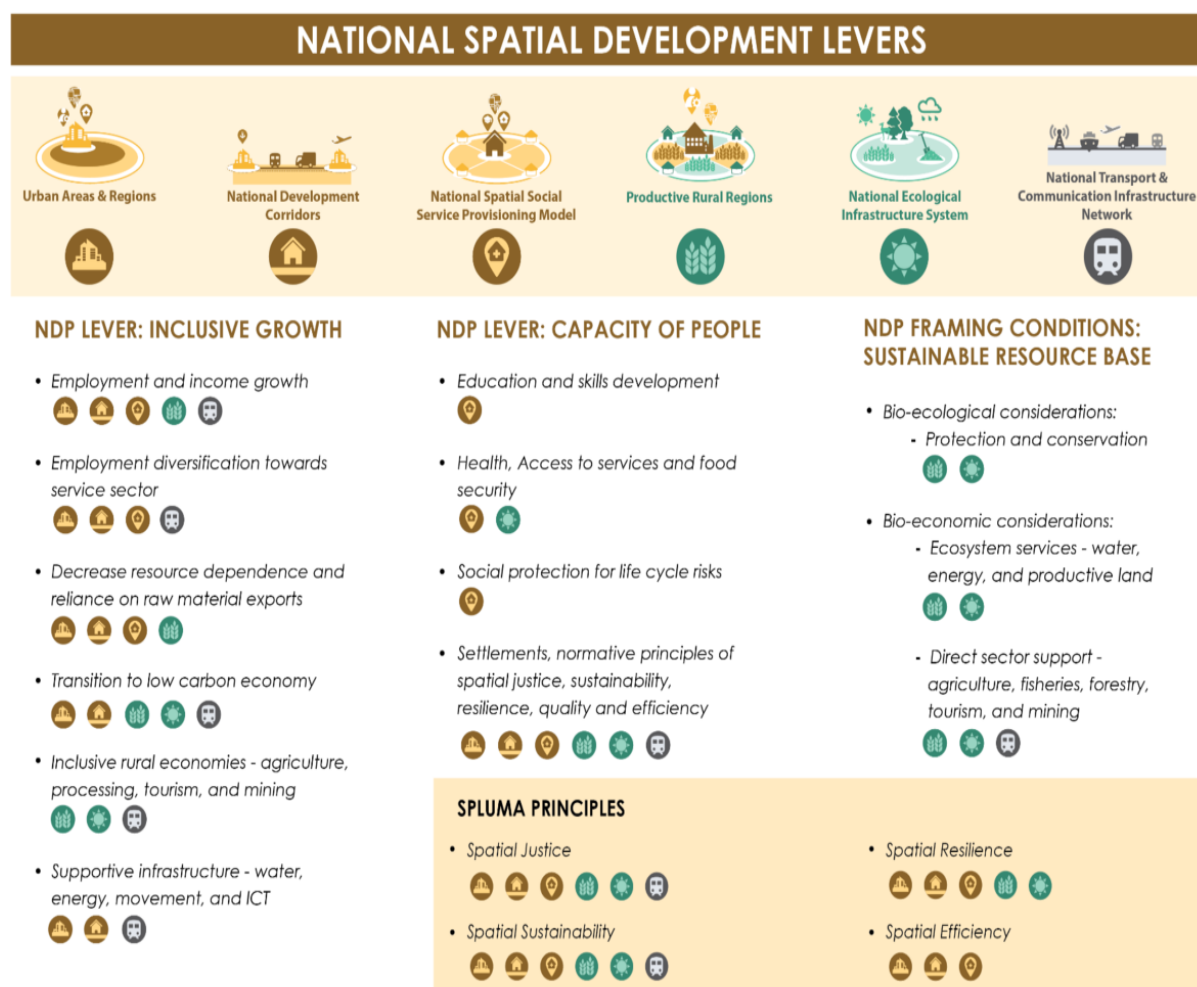 NATIONAL SPATIAL DEVELOPMENT LEVERS
Urban Areas & Regions
National Development
Corridors
National Spatial Social
Service Provisioning Model
Productive Rural Regions
National Ecological
Infrastructure System
National Transport &
Communication Infrastructure
Network
NDP LEVER: INCLUSIVE GROWTH
• Employment and income growth
• Employment diversification towards
service sector
• Decrease resource dependence and
reliance on raw material exports
• Transition to low carbon economy
• Inclusive rural economies - agriculture,
processing, tourism, and mining
• Supportive infrastructure - water,
energy, movement, and ICT
NDP LEVER: CAPACITY OF PEOPLE
• Education and skills development
• Health, Access to services and food
security
• Social protection for life cycle risks
• Settlements, normative principles of
spatial justice, sustainability,
resilience, quality and efficiency
NDP FRAMING CONDITIONS:
SUSTAINABLE RESOURCE BASE
• Bio-ecological considerations:
- Protection and conservation
• Bio-economic considerations:
- Ecosystem services - water,
energy, and productive land
- Direct sector support -
agriculture, fisheries, forestry,
tourism, and mining
SPLUMA PRINCIPLES
• Spatial Justice
• Spatial Sustainability
• Spatial Resilience
• Spatial Efficiency